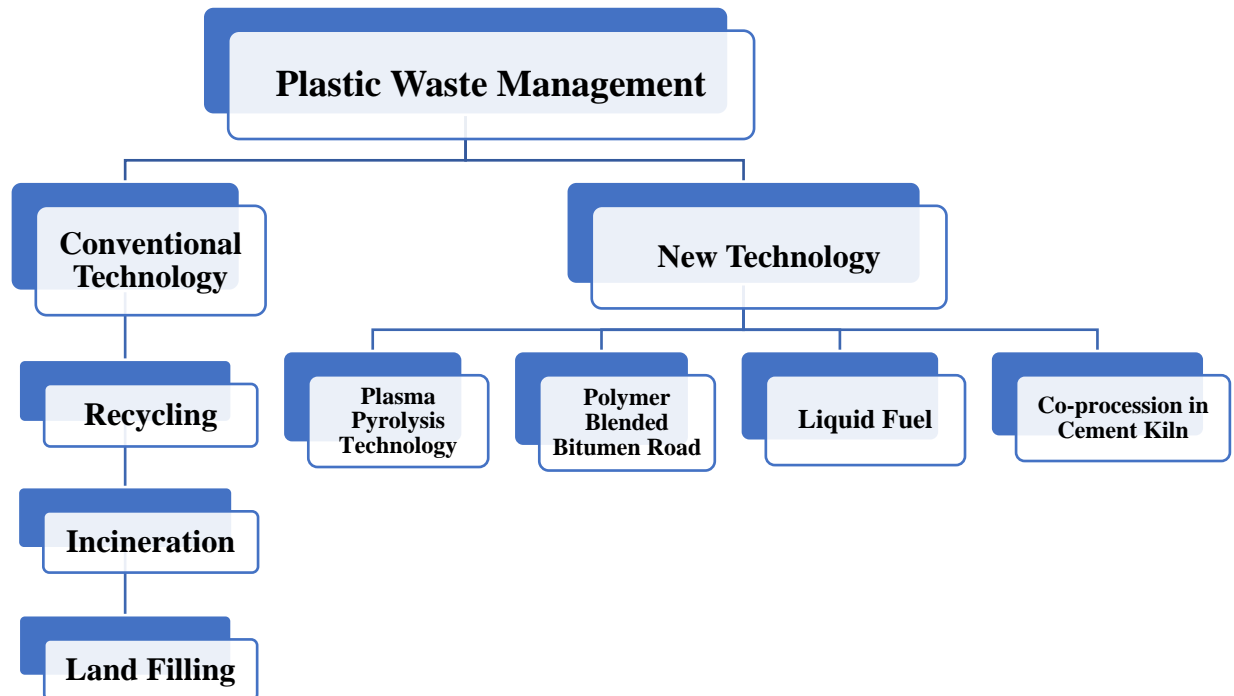 Plastic Waste Management
Conventional
Technology
New Technology
Recycling
Incineration
Land Filling
Plasma
Pyrolysis
Technology
Polymer
Blended
Bitumen Road
Liquid Fuel
Co-procession in
Cement Kiln